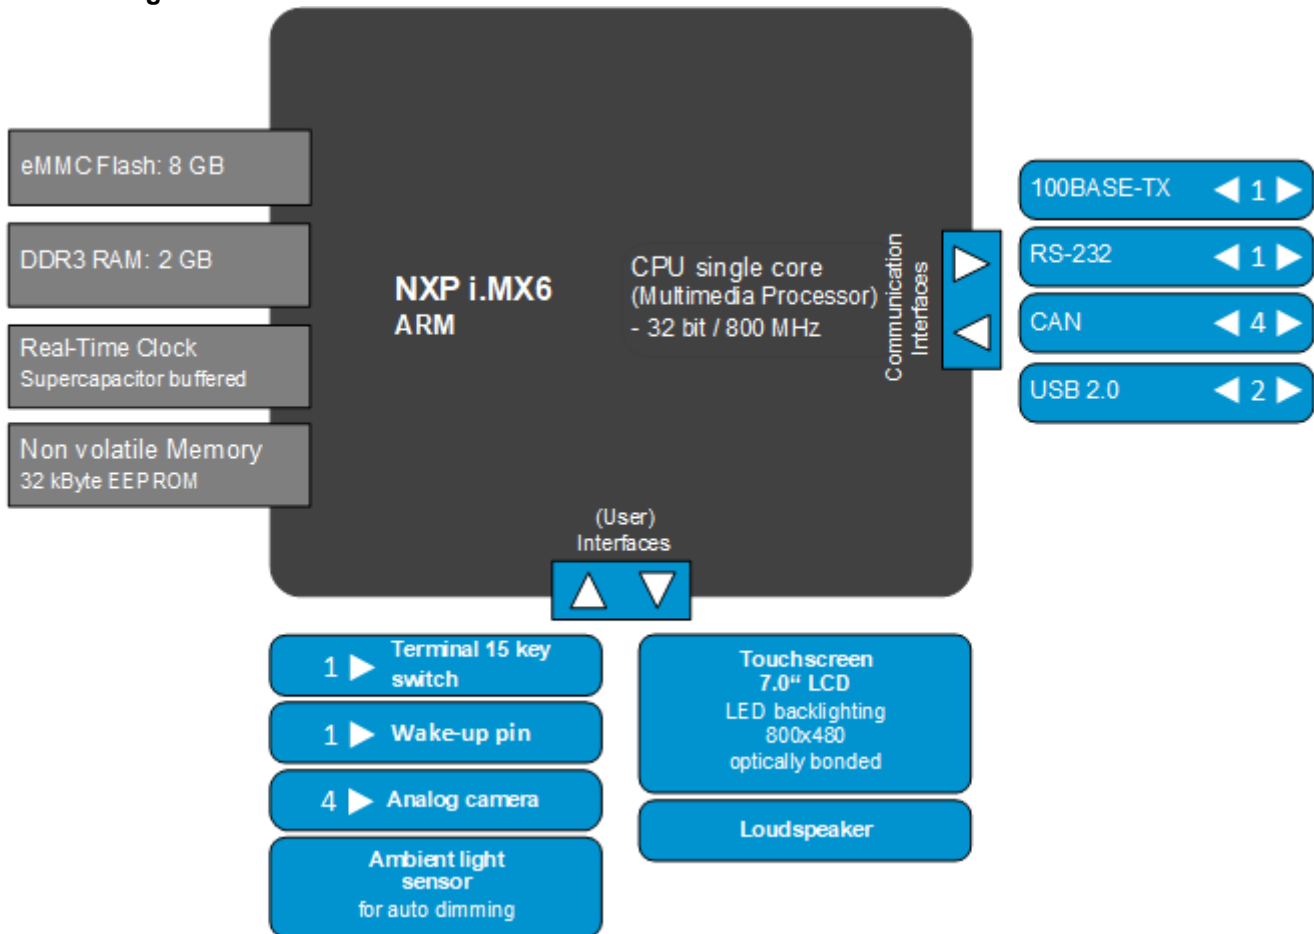 eMMC Flash: 8 GB
DDR3 RAM: 2 GB
Real-Time Clock
Supercapacitor buffered
Non volatile Memory
32 kByte EEPROM
NXP i.MX6
ARM
CPU single core
(Multimedia Processor)
- 32 bit / 800 MHz
Communication
Interfaces
100BASE-TX 1
RS-232 1
CAN 4
USB 2.0 2
(User)
Interfaces
1 Terminal 15 key
switch
1 Wake-up pin
4 Analog camera
Ambient light
sensor
for auto dimming
Touchscreen
7.0“ LCD
LED backlighting
800x480
optically bonded
Loudspeaker